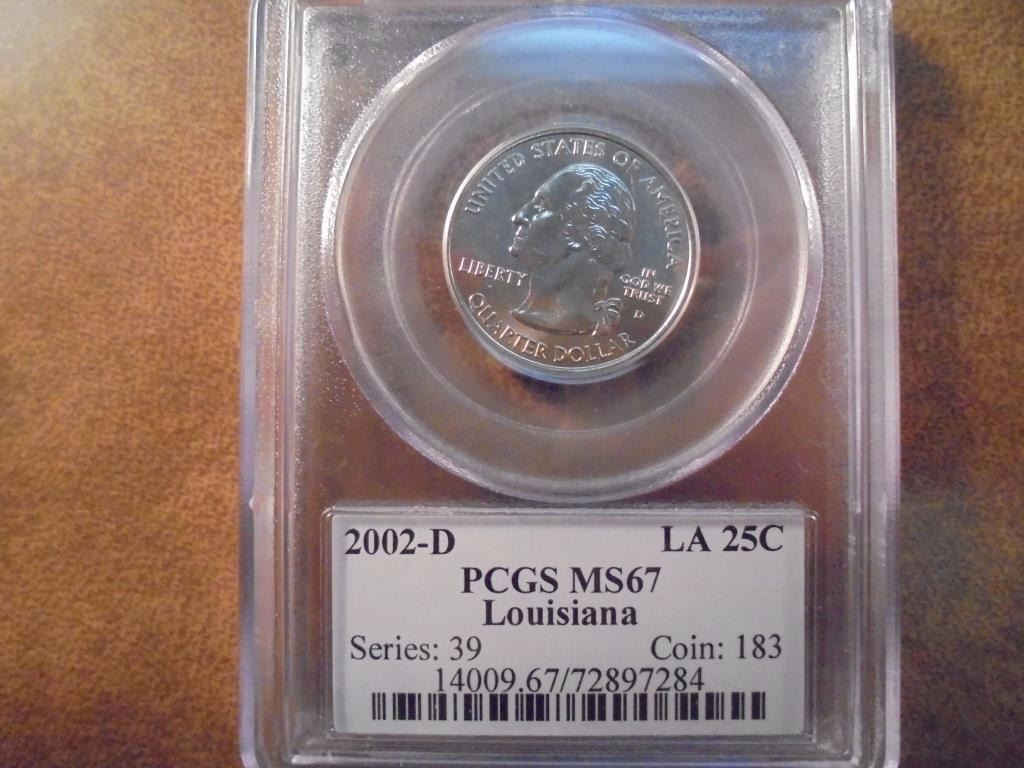 UNITED STATES OF AMERICA
LIBERTY
IN
GOD WE
TRUST
D
QUARTER DOLLAR
2002-D LA 25C
PCGS MS67
Louisiana
Series: 39 Coin: 183
14009.67/72897284